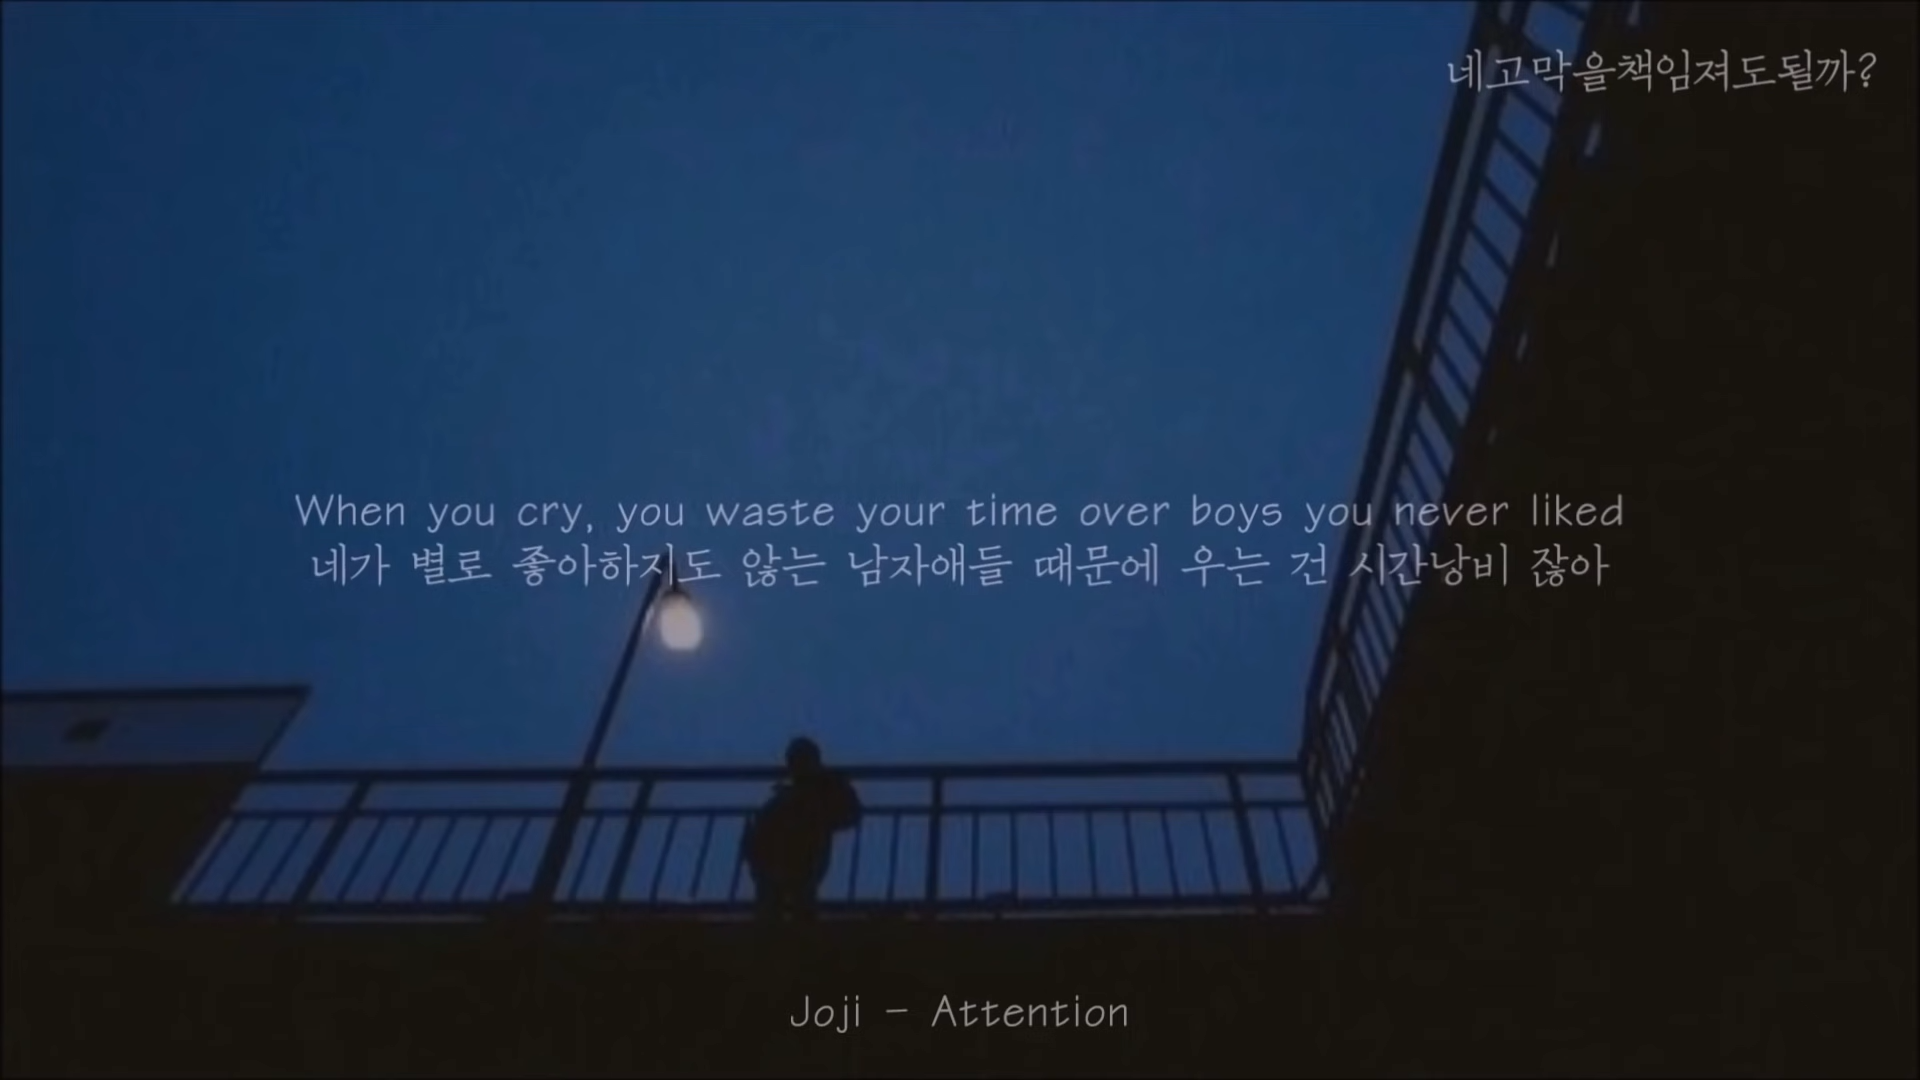 네고막을책임져도될까?
When you cry, you waste your time over boys you never liked
네가 별로 좋아하지도 않는 남자애들 때문에 우는 건 시간낭비 잖아
Joji - Attention